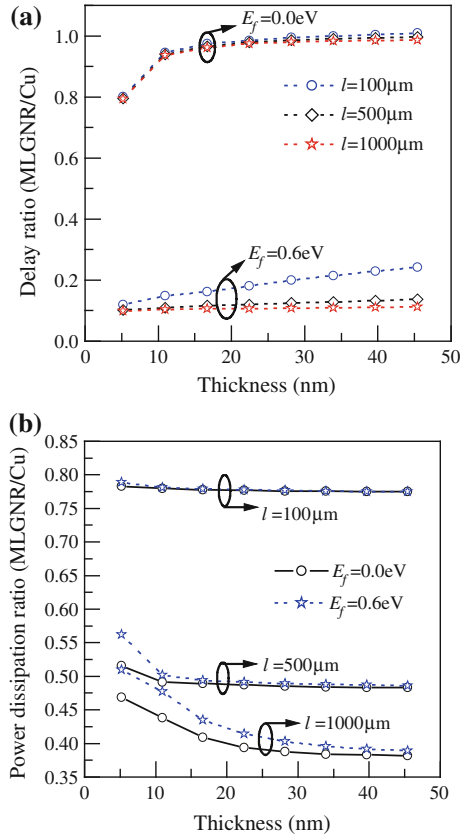 (a)
Delay ratio (MLGNR/Cu)
1.0
0.8
0.6
0.4
0.2
0.0
E_f=0.0eV
l=100μm
l=500μm
l=1000μm
E_f=0.6eV
0 10 20 30 40 50
Thickness (nm)
(b)
Power dissipation ratio (MLGNR/Cu)
0.85
0.80
0.75
0.70
0.65
0.60
0.55
0.50
0.45
0.40
0.35
l=100μm
E_f=0.0eV
E_f=0.6eV
l=500μm
l=1000μm
0 10 20 30 40 50
Thickness (nm)